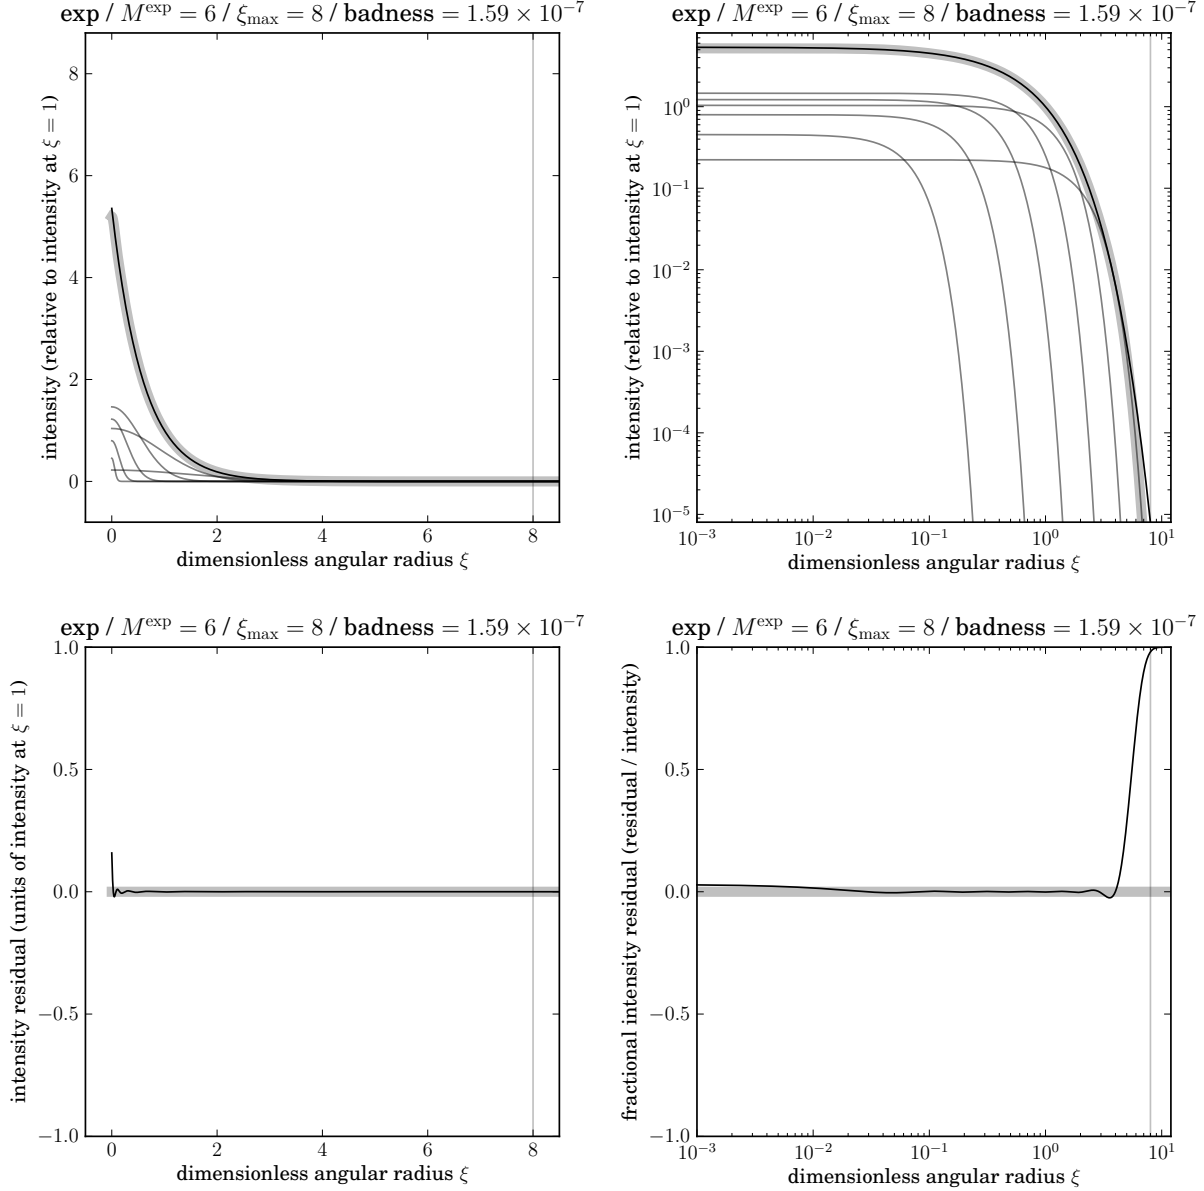 exp / M^exp = 6 / ξ_max = 8 / badness = 1.59 × 10^−7
intensity (relative to intensity at ξ = 1)
8
6
4
2
0
0 2 4 6 8
dimensionless angular radius ξ
exp / M^exp = 6 / ξ_max = 8 / badness = 1.59 × 10^−7
intensity (relative to intensity at ξ = 1)
10^0
10^−1
10^−2
10^−3
10^−4
10^−5
10^−3 10^−2 10^−1 10^0 10^1
dimensionless angular radius ξ
exp / M^exp = 6 / ξ_max = 8 / badness = 1.59 × 10^−7
intensity residual (units of intensity at ξ = 1)
1.0
0.5
0.0
−0.5
−1.0
0 2 4 6 8
dimensionless angular radius ξ
exp / M^exp = 6 / ξ_max = 8 / badness = 1.59 × 10^−7
fractional intensity residual (residual / intensity)
1.0
0.5
0.0
−0.5
−1.0
10^−3 10^−2 10^−1 10^0 10^1
dimensionless angular radius ξ